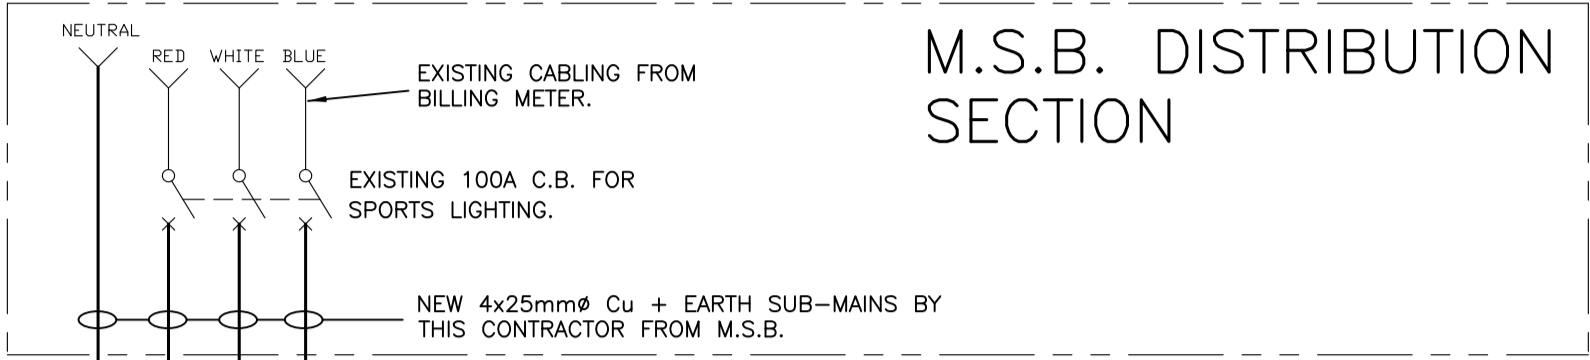 NEUTRAL
RED
WHITE
BLUE
EXISTING CABLING FROM
BILLING METER.
M.S.B. DISTRIBUTION
SECTION
EXISTING 100A C.B. FOR
SPORTS LIGHTING.
NEW 4x25mmø Cu + EARTH SUB-MAINS BY
THIS CONTRACTOR FROM M.S.B.